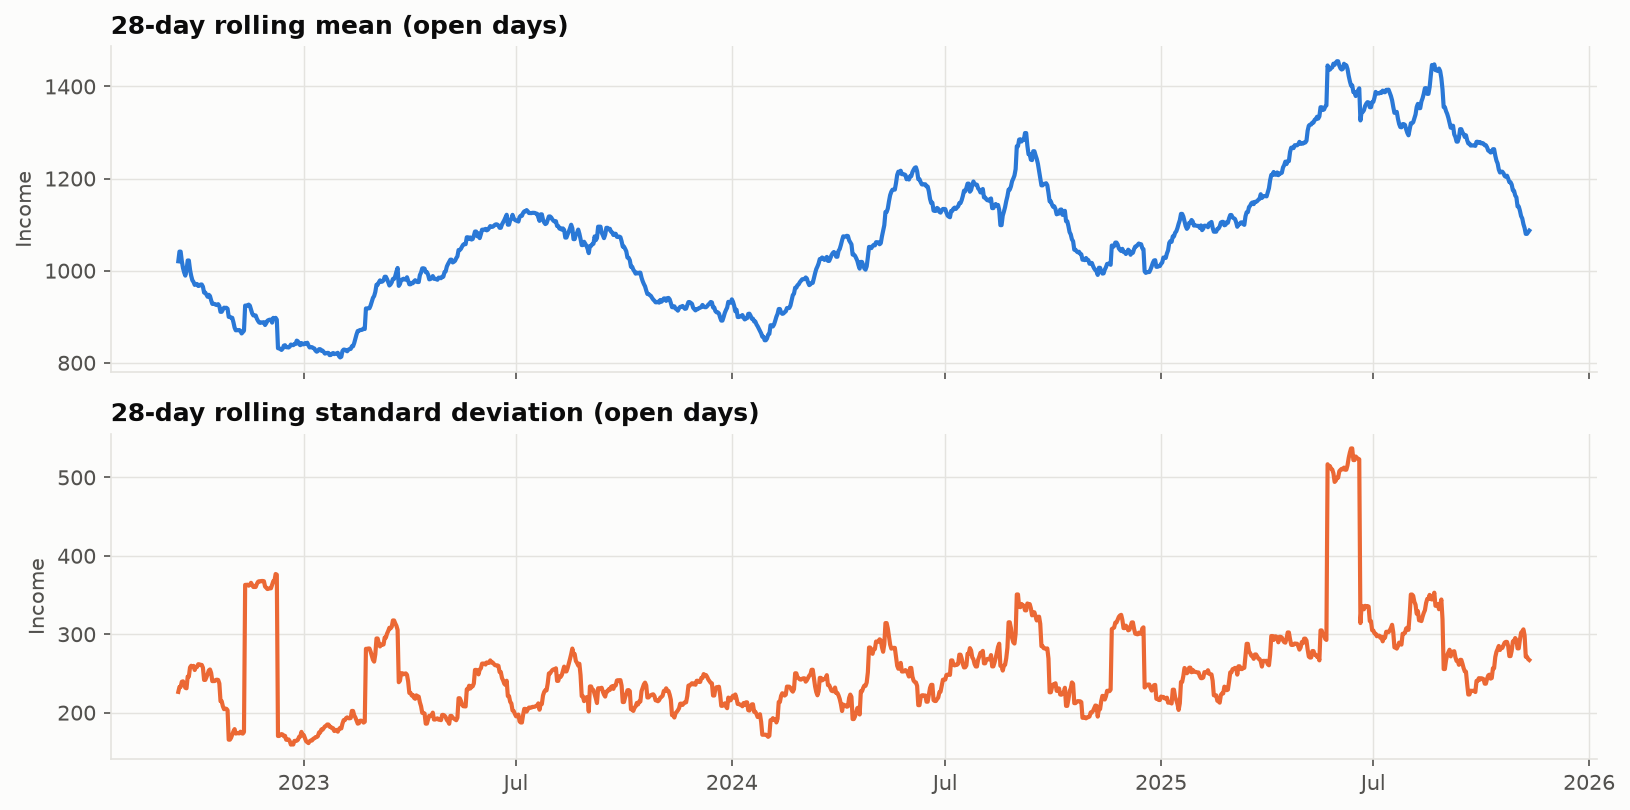 28-day rolling mean (open days)
Income
1400
1200
1000
800
28-day rolling standard deviation (open days)
Income
500
400
300
200
2023
Jul
2024
Jul
2025
Jul
2026